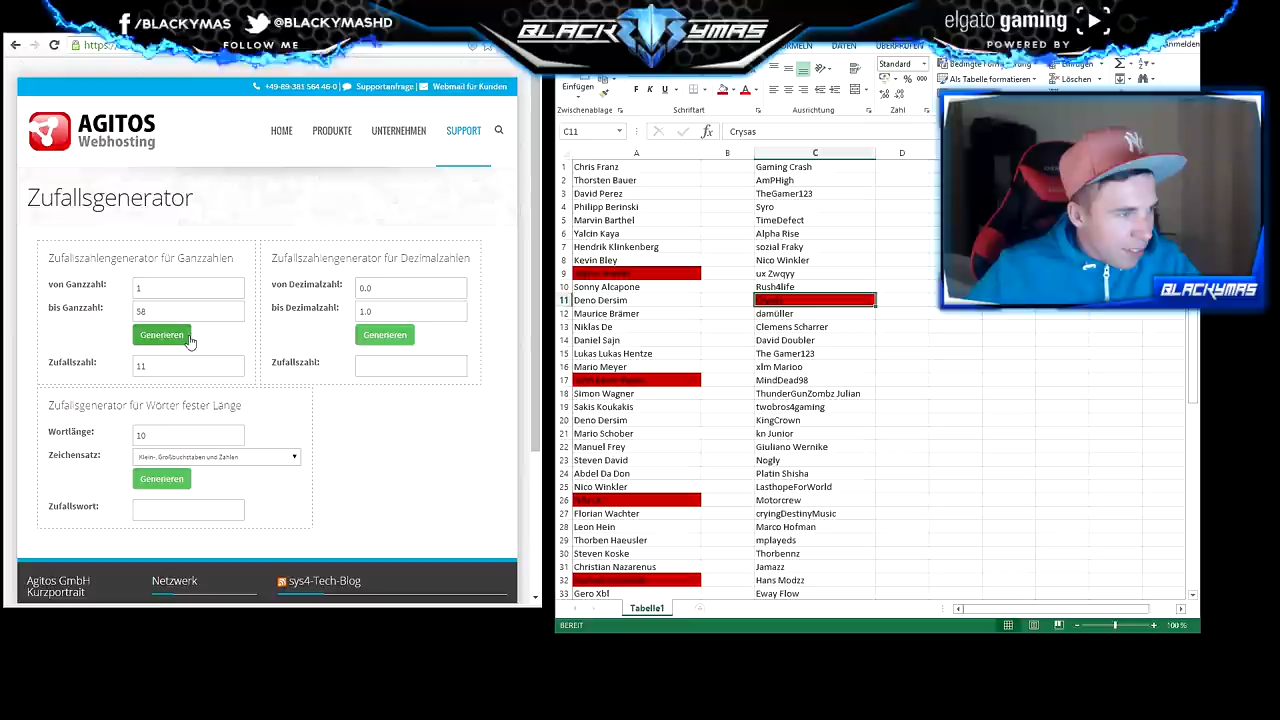 /BLACKYMAS @BLACKYMASHD
FOLLOW ME
BLACKYMAS
elgato gaming
POWERED BY
https:/
+49-89-381 564 46-0 | Supportanfrage | Webmail für Kunden
AGITOS
Webhosting
HOME PRODUKTE UNTERNEHMEN SUPPORT
Zufallsgenerator
Zufallszahlengenerator für Ganzzahlen
von Ganzzahl: 1
bis Ganzzahl: 58
Generieren
Zufallszahl: 11
Zufallszahlengenerator für Dezimalzahlen
von Dezimalzahl: 0.0
bis Dezimalzahl: 1.0
Generieren
Zufallszahl:
Zufallsgenerator für Wörter fester Länge
Wortlänge: 10
Zeichensatz: Klein-, Großbuchstaben und Zahlen
Generieren
Zufallswort:
Agitos GmbH
Kürzportrait
Netzwerk
sys4-Tech-Blog
DATEN ÜBERPRÜFEN
Anmelden
Einfügen
F K U
Standard
% 000
Bedingte
Als Tabelle formatieren
Einfügen
Löschen
Zwischenablage Schriftart Ausrichtung Zahl
C11 fx Crysas
A B C D
1 Chris Franz Gaming Crash
2 Thorsten Bauer AmPHigh
3 David Perez TheGamer123
4 Philipp Berinski Syro
5 Marvin Barthel TimeDefect
6 Yalcin Kaya Alpha Rise
7 Hendrik Klinkenberg sozial Fraky
8 Kevin Bley Nico Winkler
9 ux Zwqyy
10 Sonny Alcapone Rush4life
11 Deno Dersim Crysas
12 Maurice Brämer damüller
13 Niklas De Clemens Scharrer
14 Daniel Sajn David Doubler
15 Lukas Lukas Hentze The Gamer123
16 Mario Meyer xlm Marioo
17 MindDead98
18 Simon Wagner ThunderGunZombz Julian
19 Sakis Koukakis twobros4gaming
20 Deno Dersim KingCrown
21 Mario Schober kn Junior
22 Manuel Frey Giuliano Wernike
23 Steven David Nogly
24 Abdel Da Don Platin Shisha
25 Nico Winkler LasthopeForWorld
26 Motorcrew
27 Florian Wachter cryingDestinyMusic
28 Leon Hein Marco Hofman
29 Thorben Haeusler mplayeds
30 Steven Koske Thorbennz
31 Christian Nazarenus Jamazz
32 Hans Modzz
33 Gero Xbl Eway Flow
Tabelle1
BEREIT 100 %
BLACKYMAS